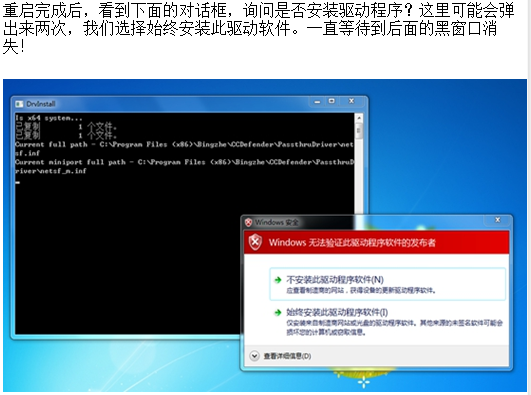 重启完成后，看到下面的对话框，询问是否安装驱动程序？这里可能会弹
出来两次，我们选择始终安装此驱动软件。一直等待到后面的黑窗口消
失！
DrvInstall
Is x64 system...
已复制         1 个文件。
已复制         1 个文件。
Current full path - C:\Program Files (x86)\Bingzhe\CCDefender\PassthruDriver\net
sf.inf
Current miniport full path - C:\Program Files (x86)\Bingzhe\CCDefender\PassthruD
river\netsf_m.inf
Windows 安全
Windows 无法验证此驱动程序软件的发布者
不安装此驱动程序软件(N)
应查看制造商的网站，获得设备的更新驱动程序软件。
始终安装此驱动程序软件(I)
仅安装来自制造商网站或光盘的驱动程序软件。其他来源的未签名软件可能会
损坏您的计算机或窃取信息。
查看详细信息(D)